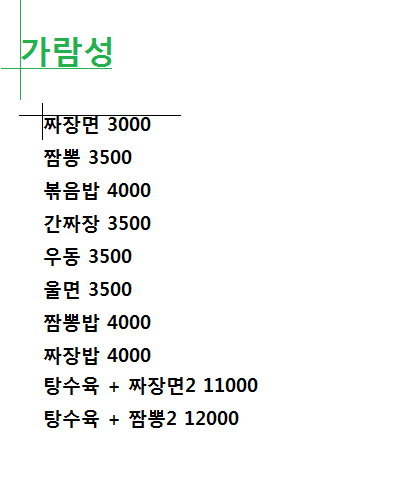 가람성
짜장면 3000
짬뽕 3500
볶음밥 4000
간짜장 3500
우동 3500
울면 3500
짬뽕밥 4000
짜장밥 4000
탕수육 + 짜장면2 11000
탕수육 + 짬뽕2 12000